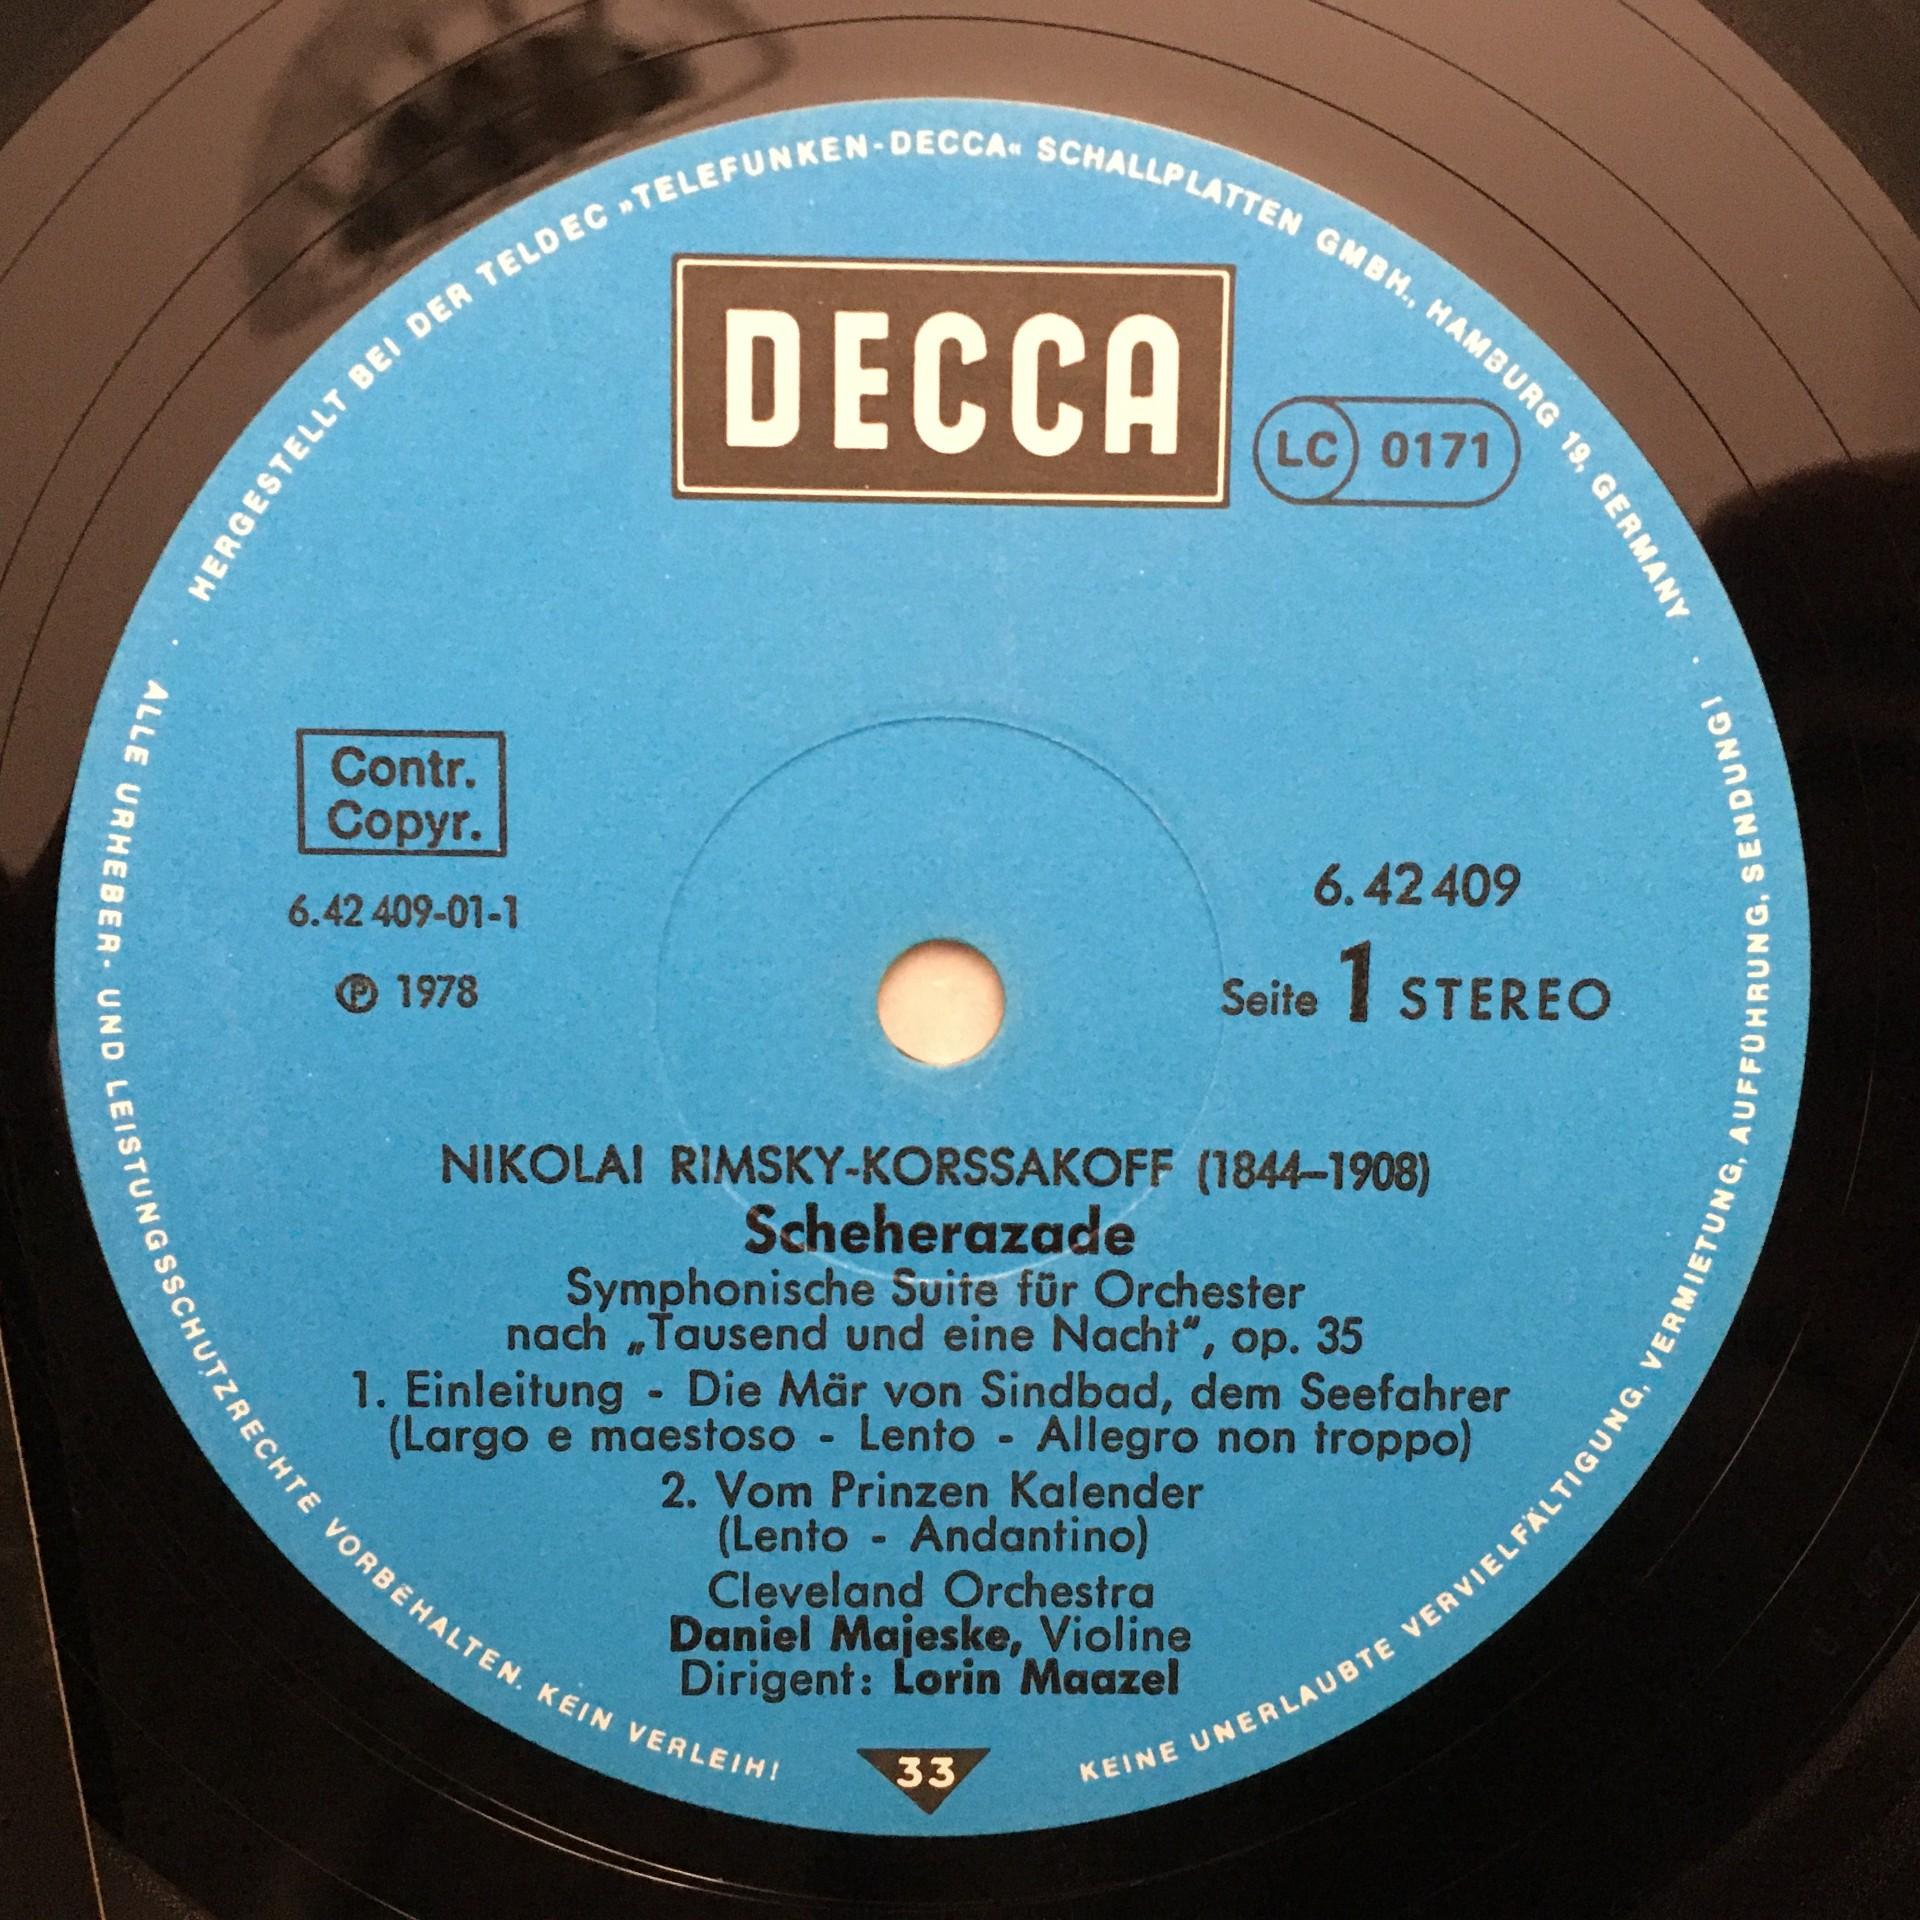 HERGESTELLT BEI DER TELDEC »TELEFUNKEN-DECCA« SCHALLPLATTEN GMBH., HAMBURG 19, GERMANY
DECCA
LC 0171
Contr.
Copyr.
6.42 409-01-1
℗ 1978
6.42 409
Seite 1 STEREO
NIKOLAI RIMSKY-KORSSAKOFF (1844–1908)
Scheherazade
Symphonische Suite für Orchester
nach „Tausend und eine Nacht“, op. 35
1. Einleitung - Die Mär von Sindbad, dem Seefahrer
(Largo e maestoso - Lento - Allegro non troppo)
2. Vom Prinzen Kalender
(Lento - Andantino)
Cleveland Orchestra
Daniel Majeske, Violine
Dirigent: Lorin Maazel
33
ALLE URHEBER- UND LEISTUNGSSCHUTZRECHTE VORBEHALTEN. KEIN VERLEIH!
KEINE UNERLAUBTE VERVIELFÄLTIGUNG, VERMIETUNG, AUFFÜHRUNG, SENDUNG!